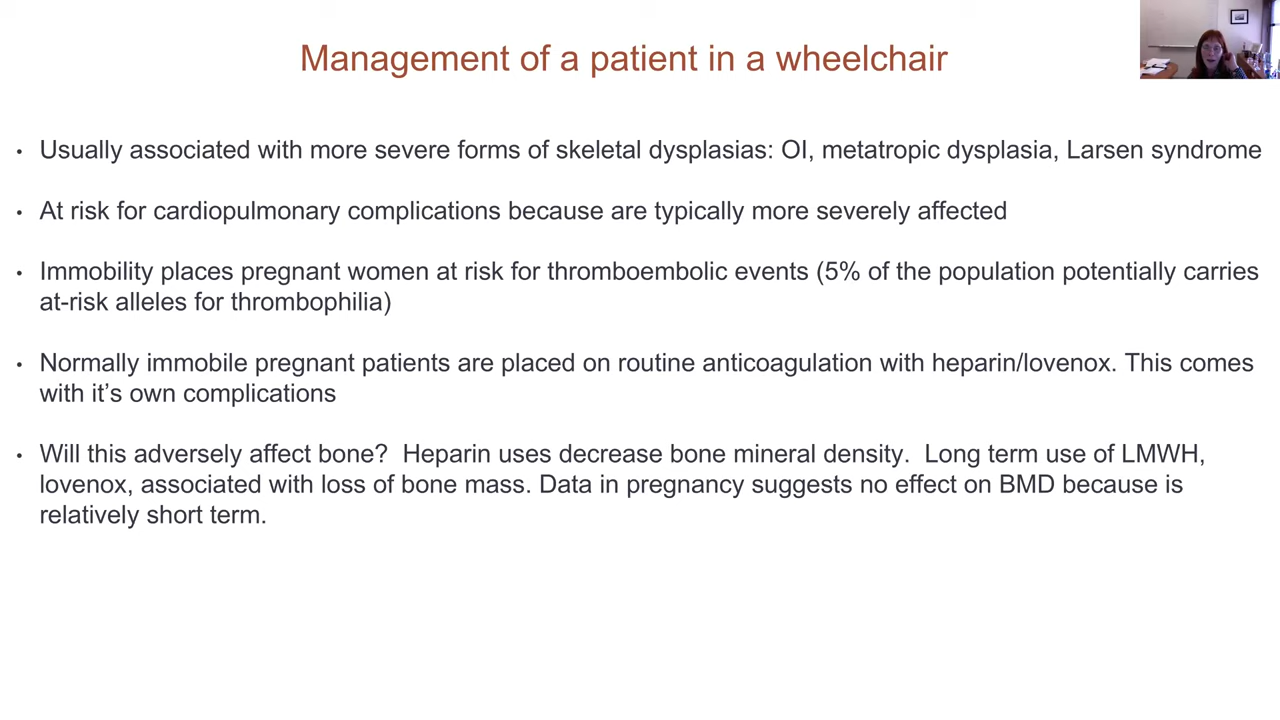 Management of a patient in a wheelchair
• Usually associated with more severe forms of skeletal dysplasias: OI, metatropic dysplasia, Larsen syndrome
• At risk for cardiopulmonary complications because are typically more severely affected
• Immobility places pregnant women at risk for thromboembolic events (5% of the population potentially carries
at-risk alleles for thrombophilia)
• Normally immobile pregnant patients are placed on routine anticoagulation with heparin/lovenox. This comes
with it’s own complications
• Will this adversely affect bone?  Heparin uses decrease bone mineral density.  Long term use of LMWH,
lovenox, associated with loss of bone mass. Data in pregnancy suggests no effect on BMD because is
relatively short term.